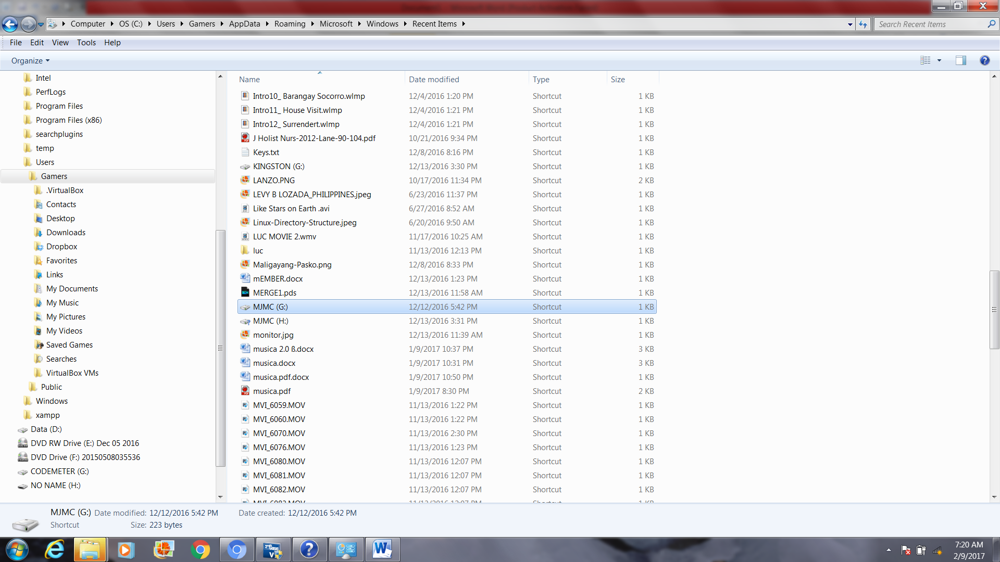 Computer OS (C:) Users Gamers AppData Roaming Microsoft Windows Recent Items Search Recent Items
File Edit View Tools Help
Organize
Intel
PerfLogs
Program Files
Program Files (x86)
searchplugins
temp
Users
Gamers
.VirtualBox
Contacts
Desktop
Downloads
Dropbox
Favorites
Links
My Documents
My Music
My Pictures
My Videos
Saved Games
Searches
VirtualBox VMs
Public
Windows
xampp
Data (D:)
DVD RW Drive (E:) Dec 05 2016
DVD Drive (F:) 20150508035536
CODEMETER (G:)
NO NAME (H:)
Name Date modified Type Size
Intro10_ Barangay Socorro.wlmp 12/4/2016 1:20 PM Shortcut 1 KB
Intro11_ House Visit.wlmp 12/4/2016 1:21 PM Shortcut 1 KB
Intro12_ Surrendert.wlmp 12/4/2016 1:21 PM Shortcut 1 KB
J Holist Nurs-2012-Lane-90-104.pdf 10/21/2016 9:34 PM Shortcut 1 KB
Keys.txt 12/8/2016 8:16 PM Shortcut 1 KB
KINGSTON (G:) 12/13/2016 3:30 PM Shortcut 1 KB
LANZO.PNG 10/17/2016 11:34 PM Shortcut 2 KB
LEVY B LOZADA_PHILIPPINES.jpeg 6/23/2016 11:37 PM Shortcut 1 KB
Like Stars on Earth .avi 6/27/2016 8:52 AM Shortcut 1 KB
Linux-Directory-Structure.jpeg 6/20/2016 9:50 AM Shortcut 1 KB
LUC MOVIE 2.wmv 11/17/2016 10:25 AM Shortcut 1 KB
luc 11/13/2016 12:13 PM Shortcut 1 KB
Maligayang-Pasko.png 12/8/2016 8:33 PM Shortcut 1 KB
mEMBER.docx 12/13/2016 1:23 PM Shortcut 1 KB
MERGE1.pds 12/13/2016 11:58 AM Shortcut 1 KB
MJMC (G:) 12/12/2016 5:42 PM Shortcut 1 KB
MJMC (H:) 12/13/2016 3:31 PM Shortcut 1 KB
monitor.jpg 12/13/2016 11:39 AM Shortcut 1 KB
musica 2.0 ß.docx 1/9/2017 10:37 PM Shortcut 3 KB
musica.docx 1/9/2017 10:31 PM Shortcut 3 KB
musica.pdf.docx 1/9/2017 10:50 PM Shortcut 1 KB
musica.pdf 1/9/2017 8:30 PM Shortcut 2 KB
MVI_6059.MOV 11/13/2016 1:22 PM Shortcut 1 KB
MVI_6060.MOV 11/13/2016 1:22 PM Shortcut 1 KB
MVI_6070.MOV 11/13/2016 2:30 PM Shortcut 1 KB
MVI_6076.MOV 11/13/2016 1:23 PM Shortcut 1 KB
MVI_6080.MOV 11/13/2016 12:07 PM Shortcut 1 KB
MVI_6081.MOV 11/13/2016 12:07 PM Shortcut 1 KB
MVI_6082.MOV 11/13/2016 12:07 PM Shortcut 1 KB
MJMC (G:) Date modified: 12/12/2016 5:42 PM Date created: 12/12/2016 5:42 PM
Shortcut Size: 223 bytes
7:20 AM
2/9/2017